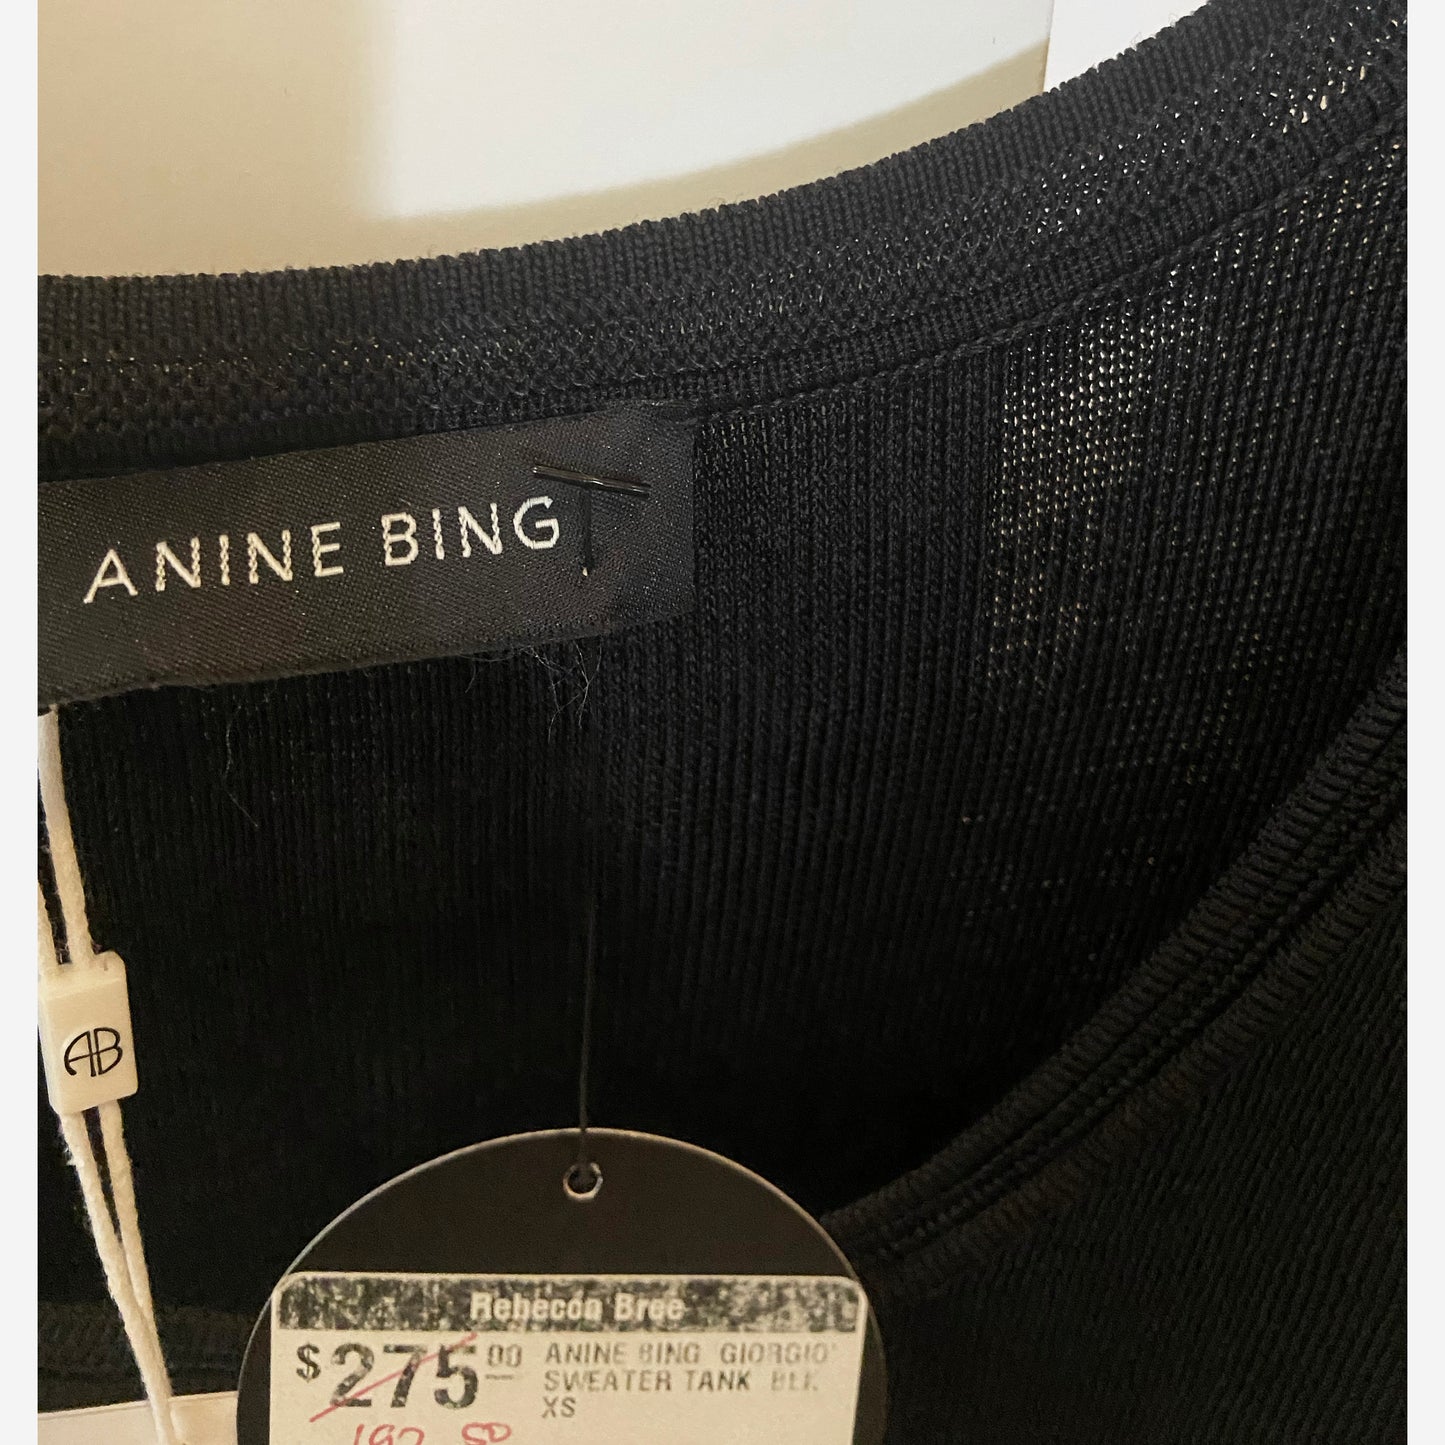 ANINE BING
AB
Rebecca Bree
$275.00
ANINE BING GIORGIO
SWEATER TANK BLK
XS